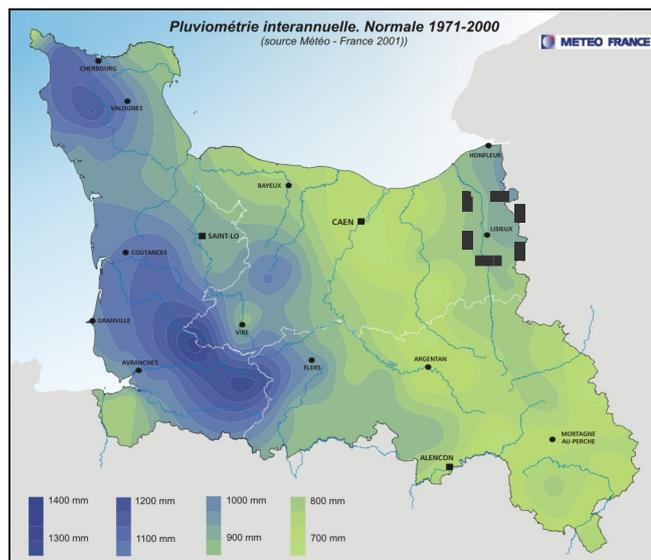 Pluviométrie interannuelle. Normale 1971-2000
(source Météo - France 2001))
METEO FRANCE
CHERBOURG
VALOGNES
HONFLEUR
BAYEUX
CAEN
LISIEUX
SAINT-LO
COUTANCES
GRANVILLE
VIRE
AVRANCHES
FLERS
ARGENTAN
MORTAGNE
AU-PERCHE
ALENCON
1400 mm
1200 mm
1000 mm
800 mm
1300 mm
1100 mm
900 mm
700 mm